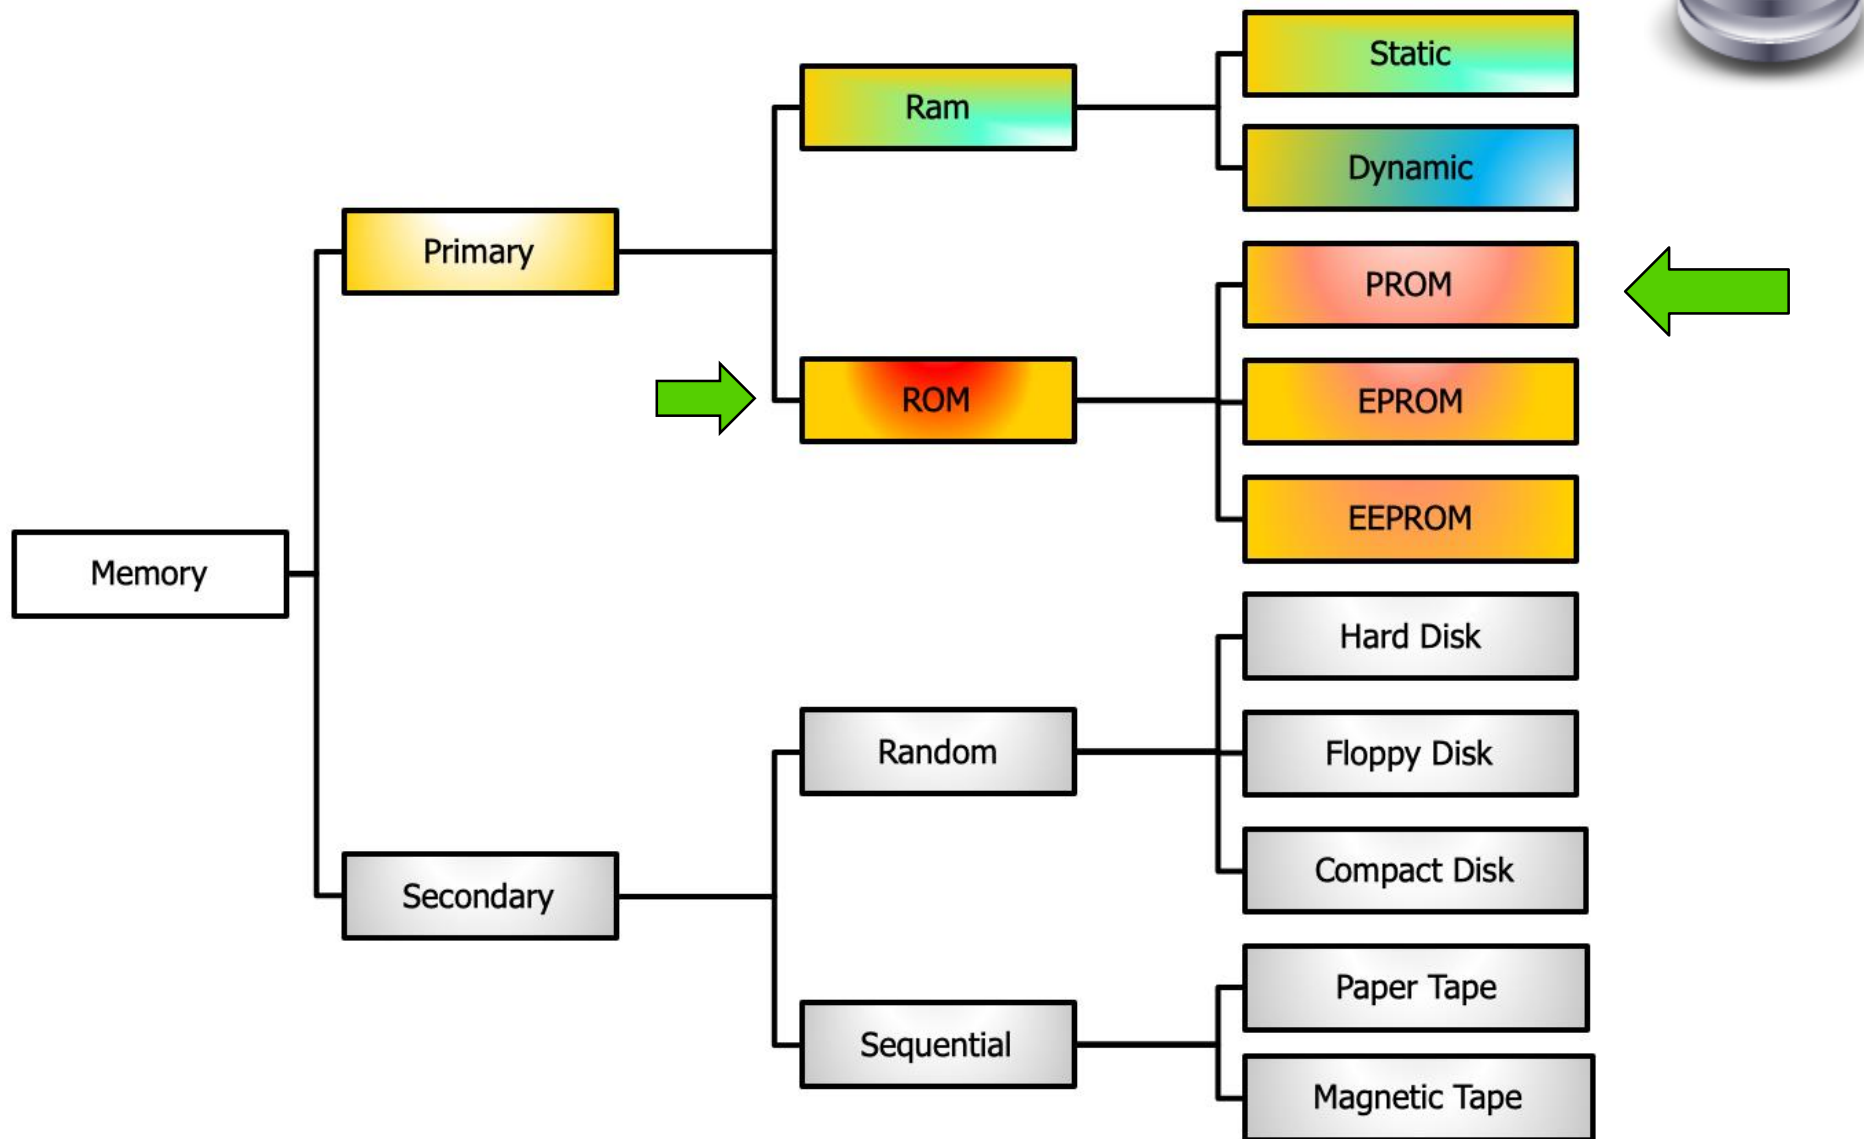 Static
Ram
Dynamic
Primary
PROM
ROM
EPROM
EEPROM
Memory
Hard Disk
Random
Floppy Disk
Compact Disk
Secondary
Paper Tape
Sequential
Magnetic Tape